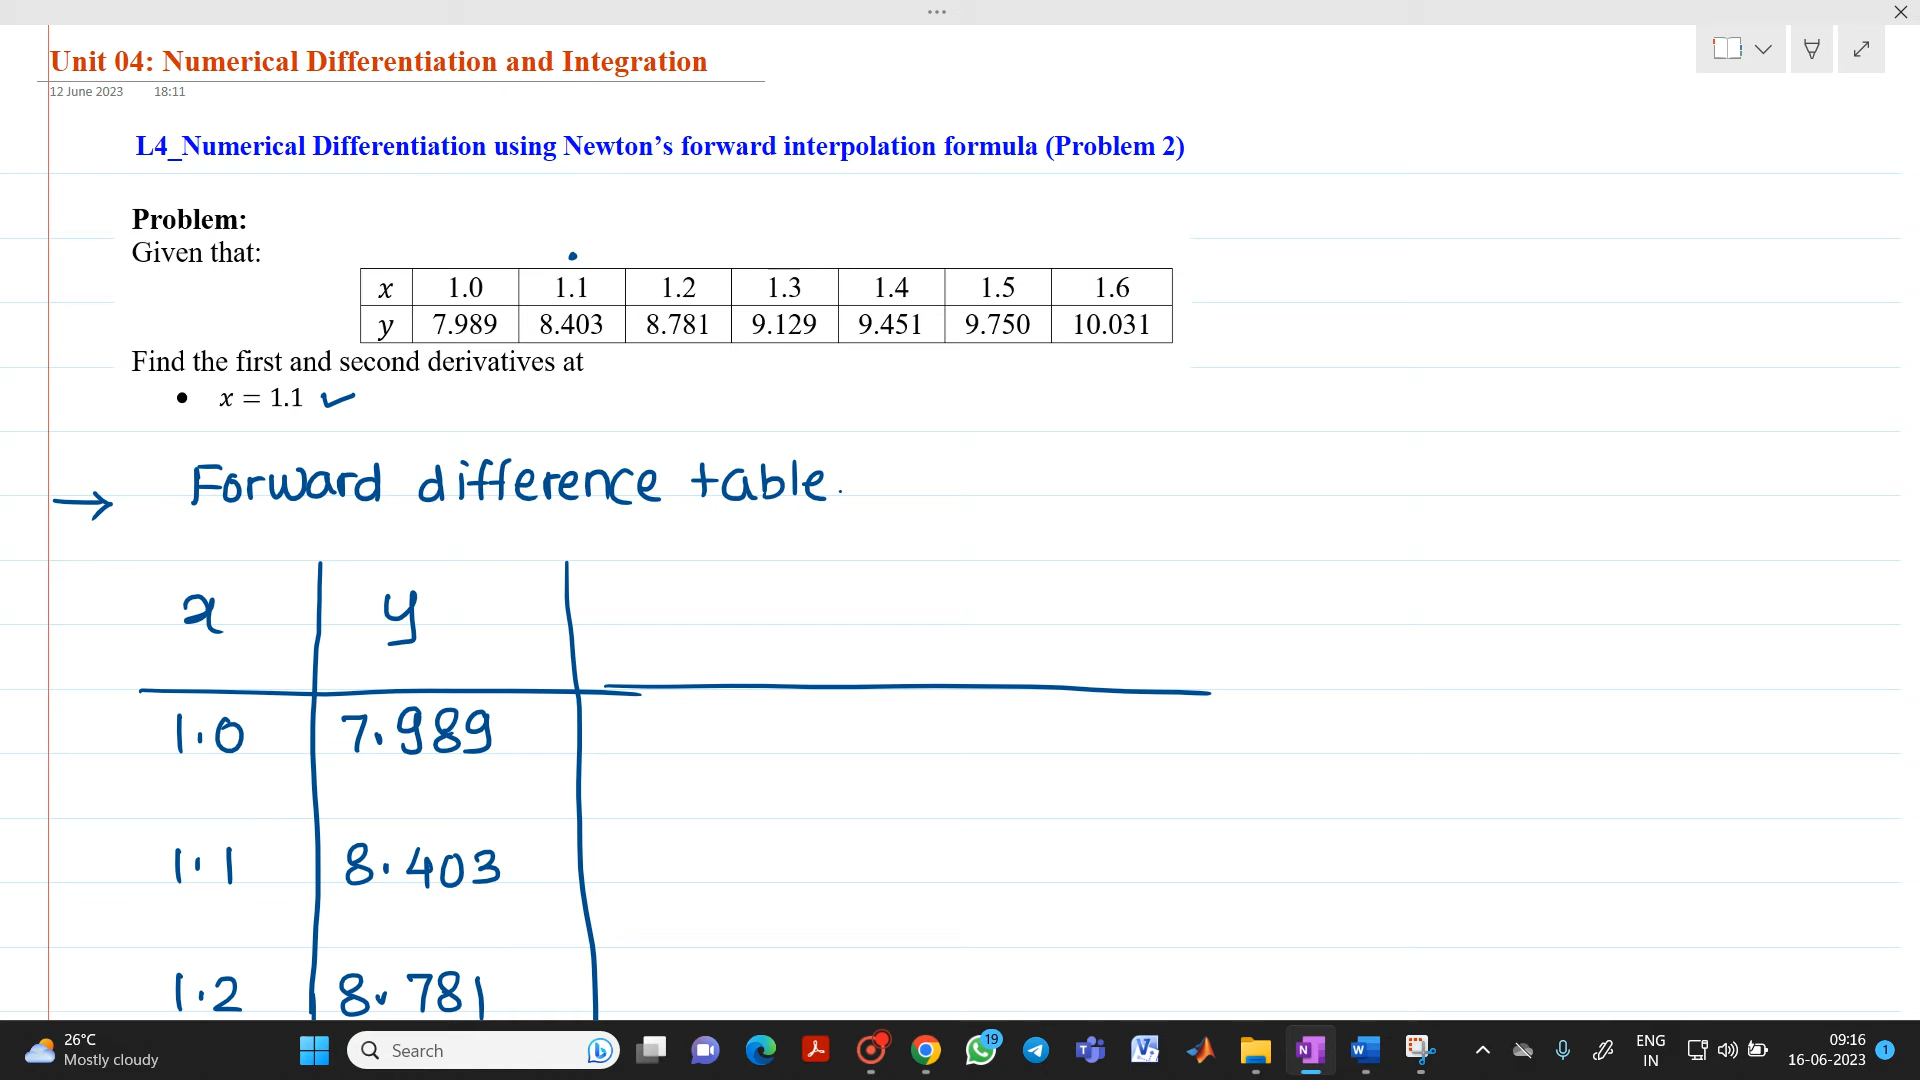 Unit 04: Numerical Differentiation and Integration
12 June 2023 18:11
L4_Numerical Differentiation using Newton’s forward interpolation formula (Problem 2)
Problem:
Given that:
x 1.0 1.1 1.2 1.3 1.4 1.5 1.6
y 7.989 8.403 8.781 9.129 9.451 9.750 10.031
Find the first and second derivatives at
• x = 1.1 ✓
→ Forward difference table.
x y
1.0 7.989
1.1 8.403
1.2 8.781
26°C
Mostly cloudy
Search
19
ENG
IN
09:16
16-06-2023
1